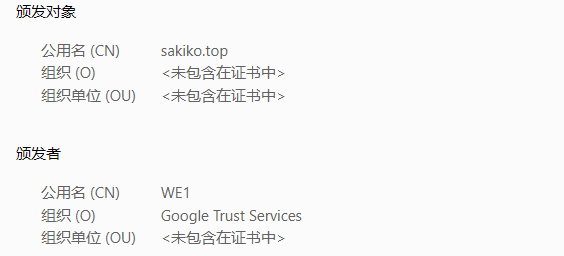 颁发对象
公用名 (CN) sakiko.top
组织 (O) <未包含在证书中>
组织单位 (OU) <未包含在证书中>
颁发者
公用名 (CN) WE1
组织 (O) Google Trust Services
组织单位 (OU) <未包含在证书中>